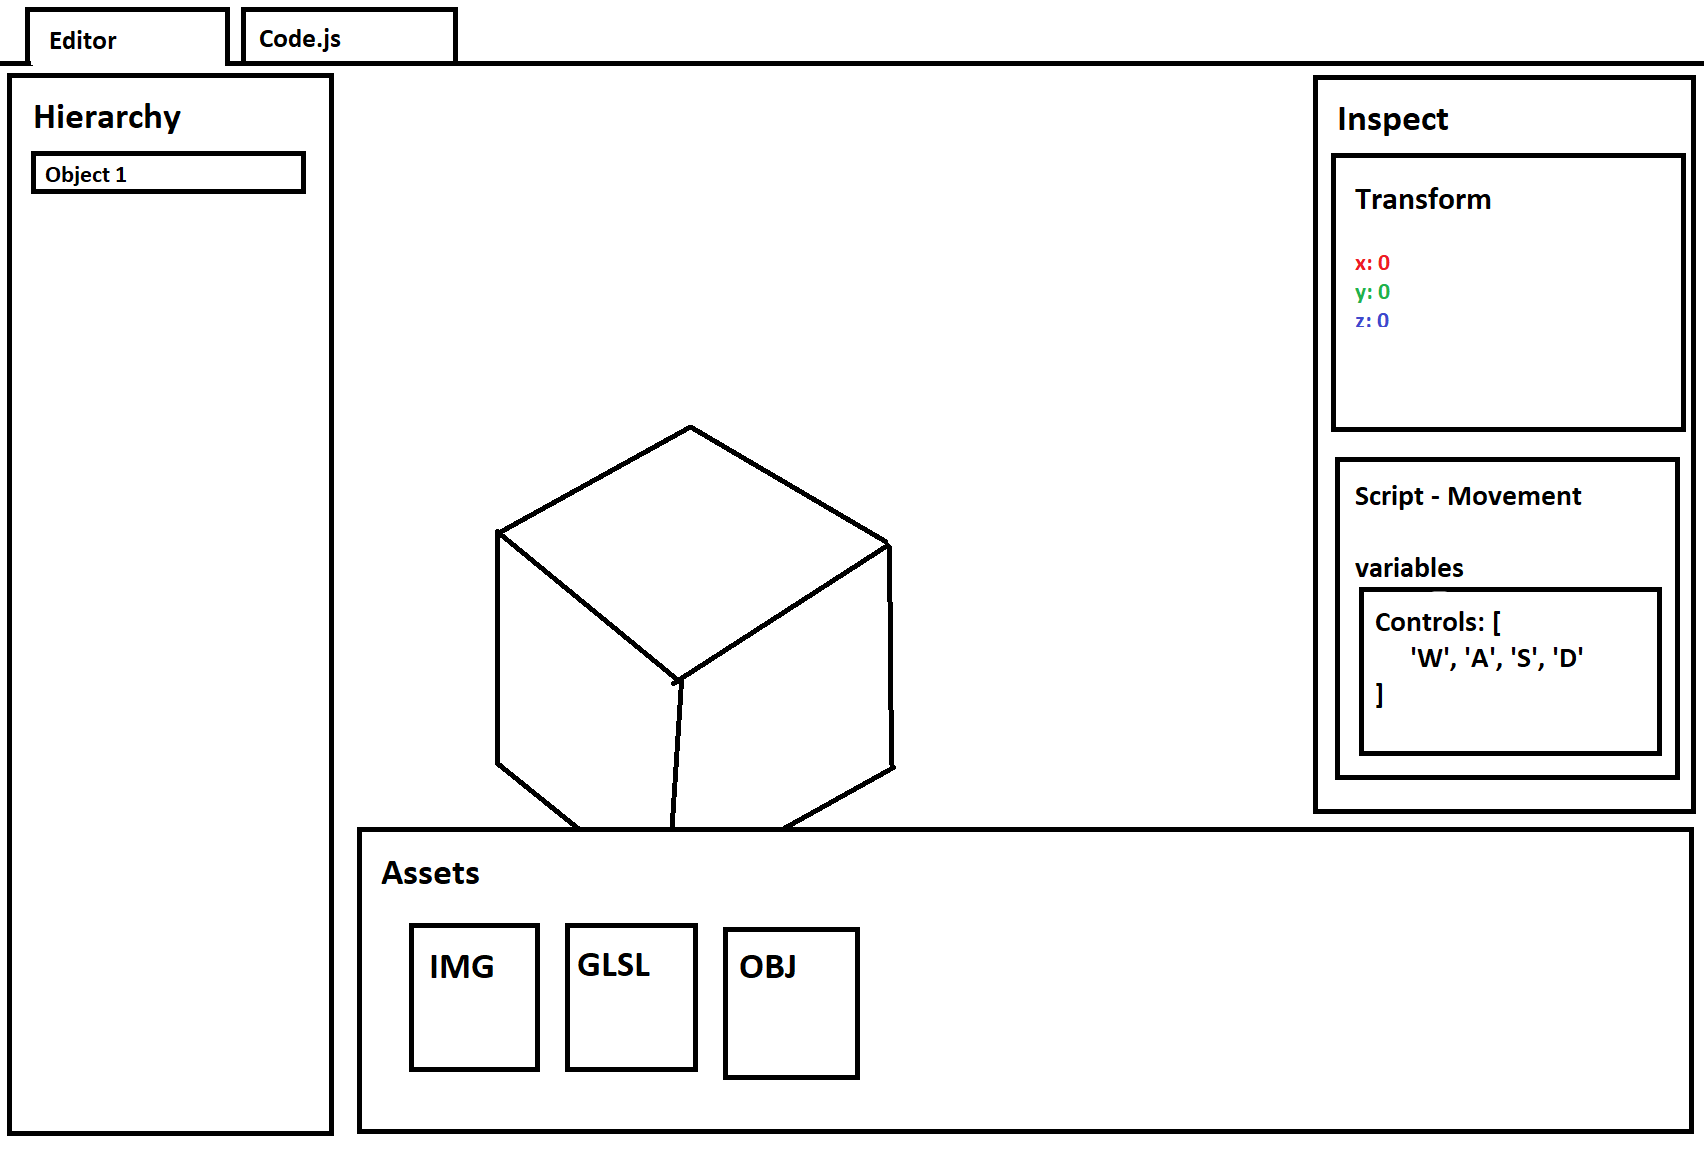 Editor
Code.js
Hierarchy
Object 1
Inspect
Transform
x: 0
y: 0
z: 0
Script - Movement
variables
Controls: [
'W', 'A', 'S', 'D'
]
Assets
IMG
GLSL
OBJ